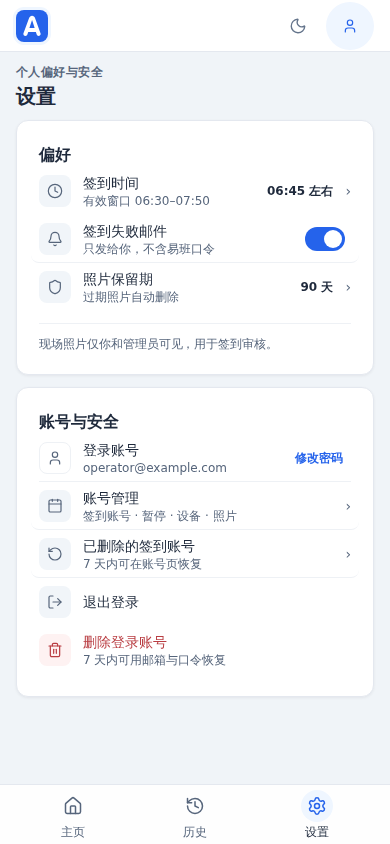 A
个人偏好与安全
设置
偏好
签到时间
有效窗口 06:30–07:50
06:45 左右
签到失败邮件
只发给你，不含易班口令
照片保留期
过期照片自动删除
90 天
现场照片仅你和管理员可见，用于签到审核。
账号与安全
登录账号
operator@example.com
修改密码
账号管理
签到账号 · 暂停 · 设备 · 照片
已删除的签到账号
7 天内可在账号页恢复
退出登录
删除登录账号
7 天内可用邮箱与口令恢复
主页
历史
设置